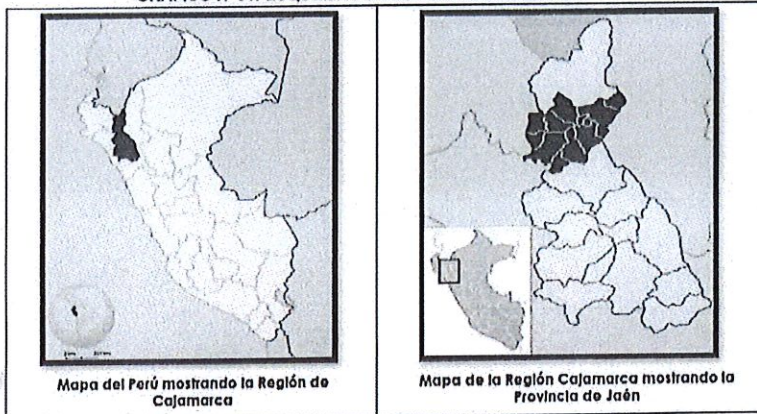 Mapa del Perú mostrando la Región de
Cajamarca
Mapa de la Región Cajamarca mostrando la
Provincia de Jaén